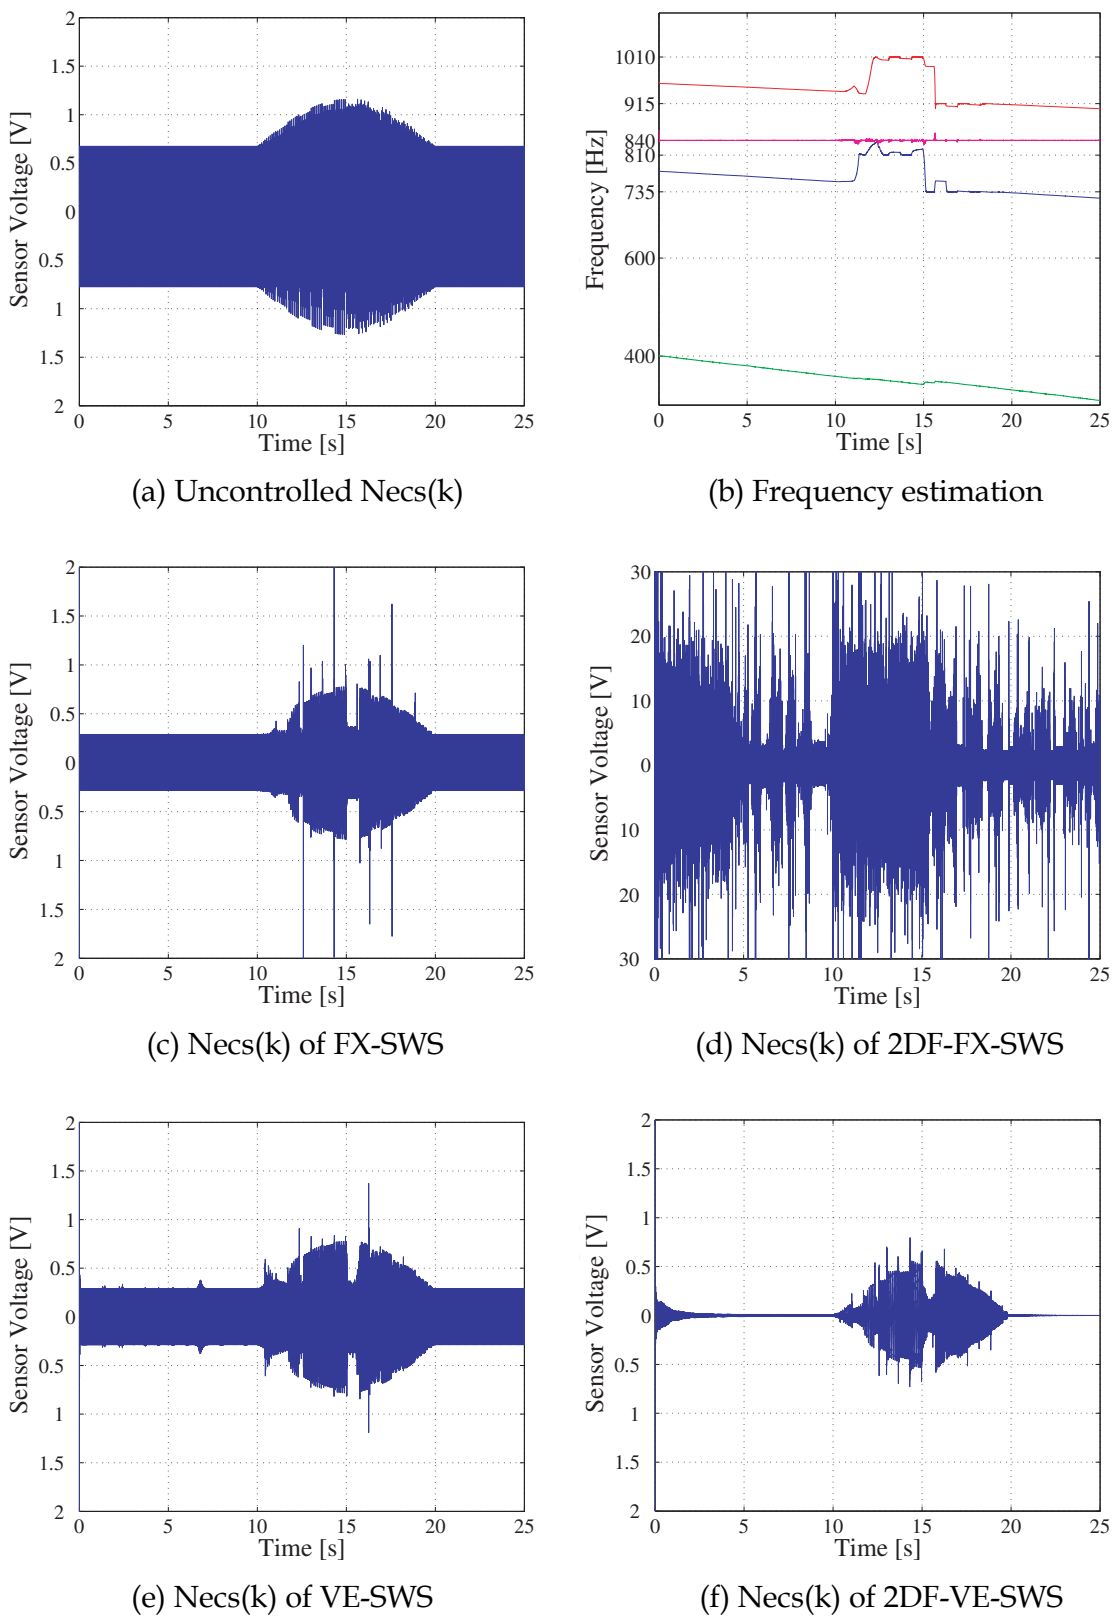 2
1.5
1
0.5
0
0.5
1
1.5
2
Sensor Voltage [V]
0 5 10 15 20 25
Time [s]
(a) Uncontrolled Necs(k)
1010
915
840
810
735
600
400
Frequency [Hz]
0 5 10 15 20 25
Time [s]
(b) Frequency estimation
2
1.5
1
0.5
0
0.5
1
1.5
2
Sensor Voltage [V]
0 5 10 15 20 25
Time [s]
(c) Necs(k) of FX-SWS
30
20
10
0
10
20
30
Sensor Voltage [V]
0 5 10 15 20 25
Time [s]
(d) Necs(k) of 2DF-FX-SWS
2
1.5
1
0.5
0
0.5
1
1.5
2
Sensor Voltage [V]
0 5 10 15 20 25
Time [s]
(e) Necs(k) of VE-SWS
2
1.5
1
0.5
0
0.5
1
1.5
2
Sensor Voltage [V]
0 5 10 15 20 25
Time [s]
(f) Necs(k) of 2DF-VE-SWS